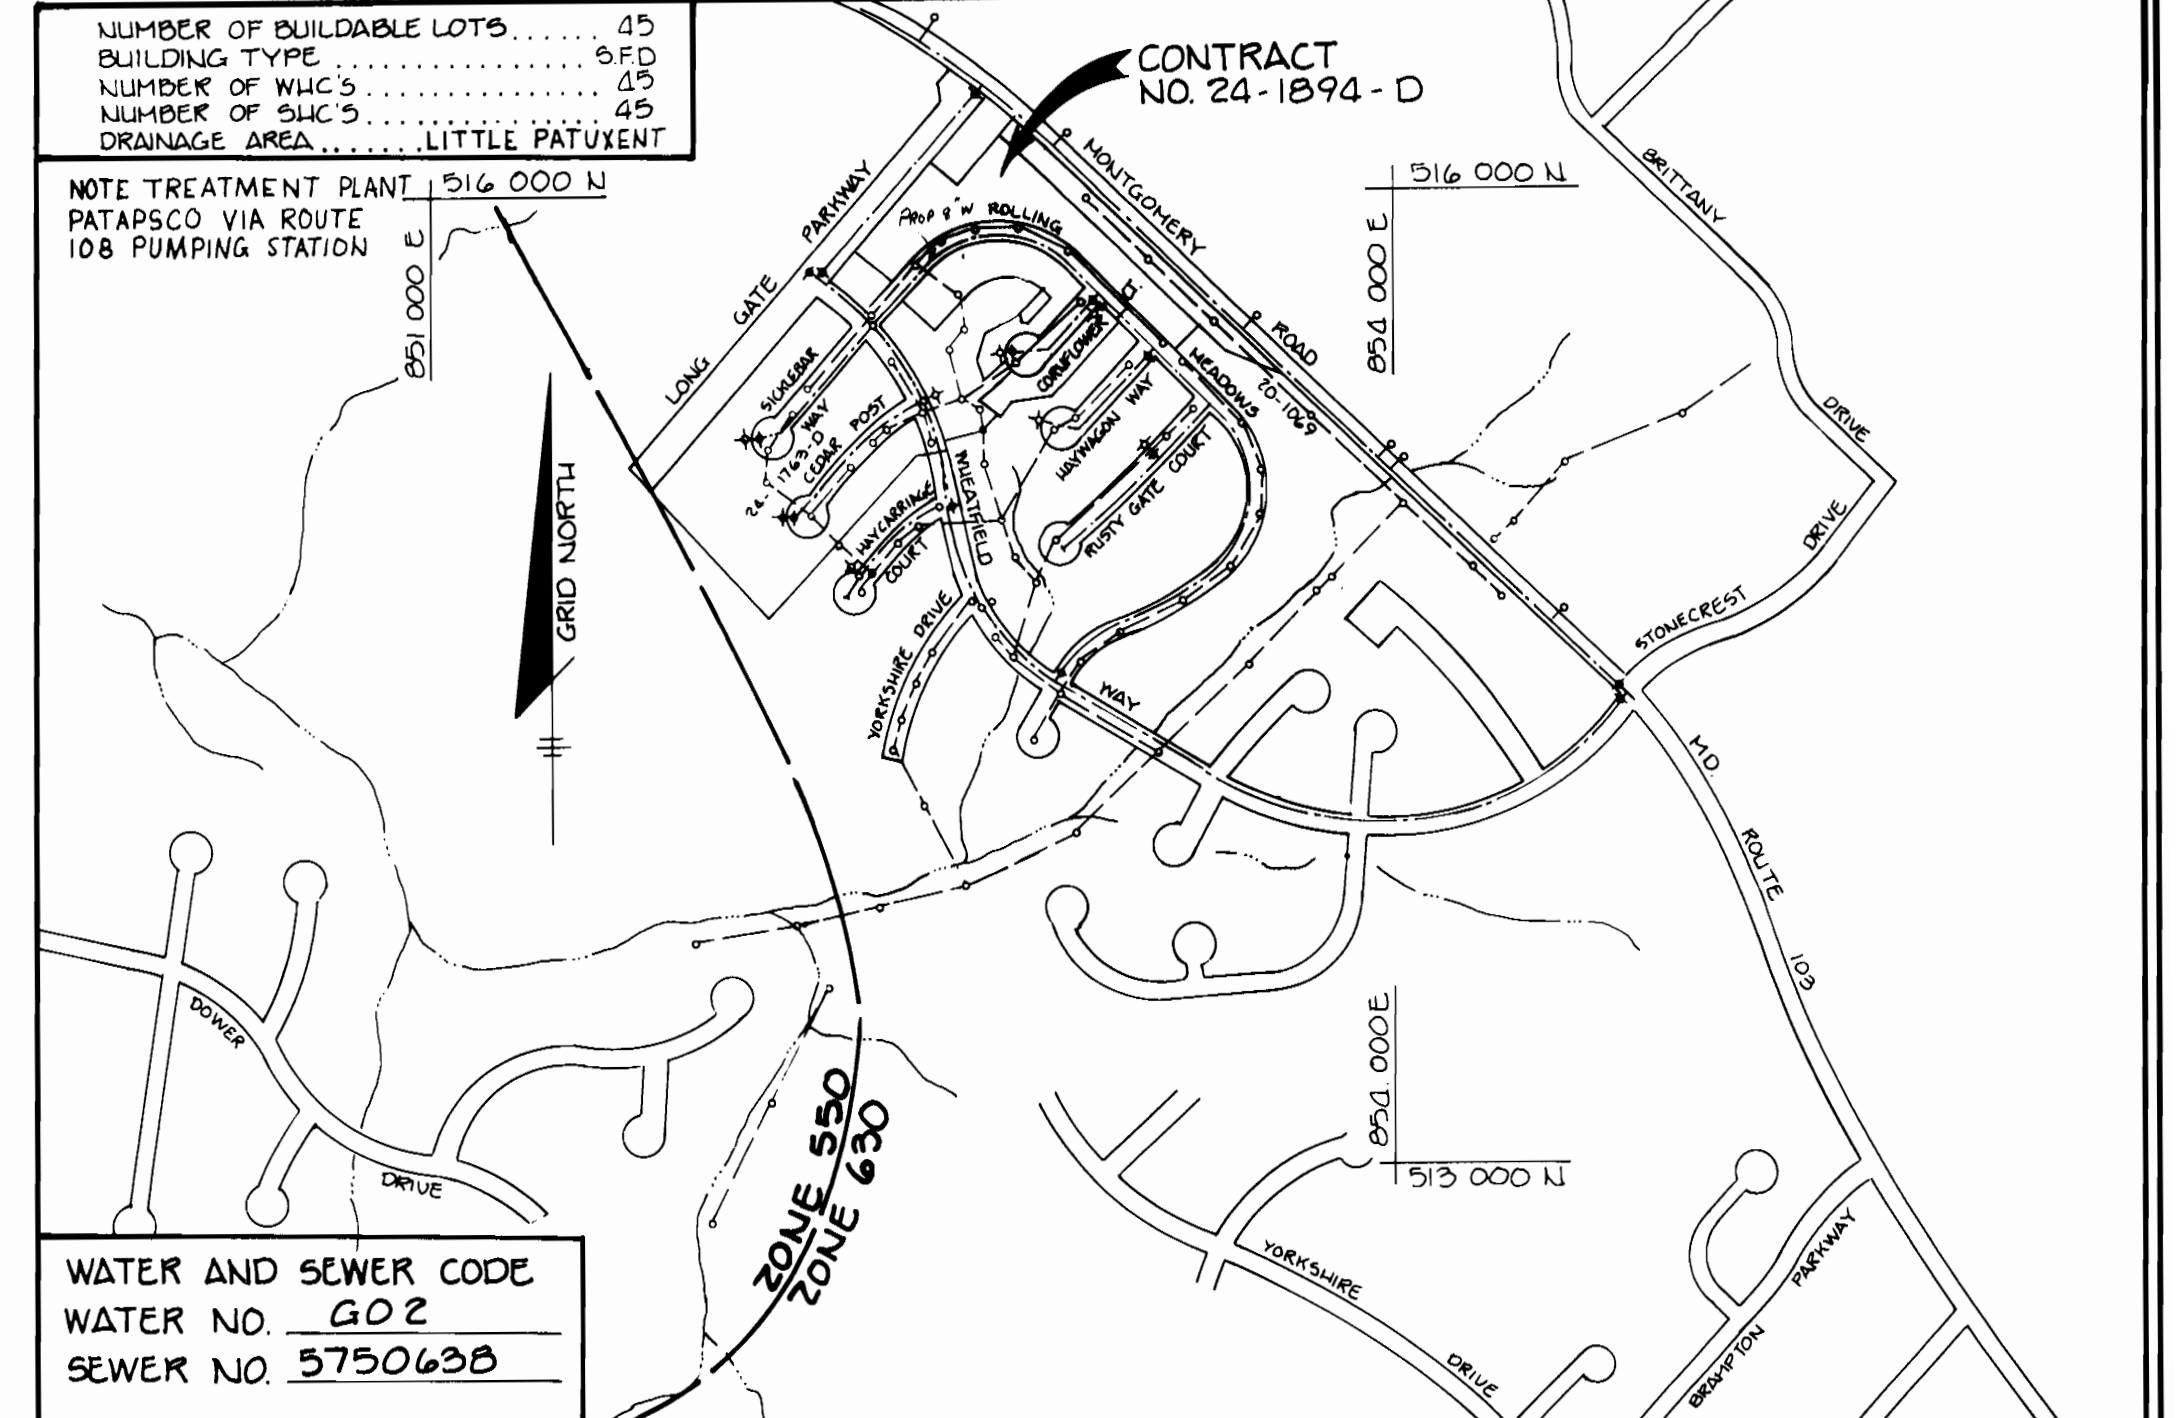 NUMBER OF BUILDABLE LOTS...... 45
BUILDING TYPE ................ S.F.D
NUMBER OF WHC'S............... 45
NUMBER OF SHC'S............... 45
DRAINAGE AREA.......LITTLE PATUXENT
NOTE TREATMENT PLANT
PATAPSCO VIA ROUTE
108 PUMPING STATION
516 000 N
851 000 E
CONTRACT
NO. 24-1894-D
516 000 N
854 000 E
BRITTANY
DRIVE
STONECREST
DRIVE
MONTGOMERY
ROAD
LONG
GATE
PARKWAY
PROP 8"W
ROLLING
MEADOWS
20-1069
SICKLEBAR
WAY
24-1763-D
CEDAR POST
HAYCARRIAGE
COURT
WHEATFIELD
WAY
CORNFLOWER
HAYWAGON WAY
RUSTY GATE COURT
YORKSHIRE DRIVE
GRID NORTH
MD.
ROUTE
103
DOWER
DRIVE
ZONE 550
ZONE 630
854 000E
513 000 N
YORKSHIRE
DRIVE
BRAMPTON
PARKWAY
WATER AND SEWER CODE
WATER NO. G02
SEWER NO. 5750638